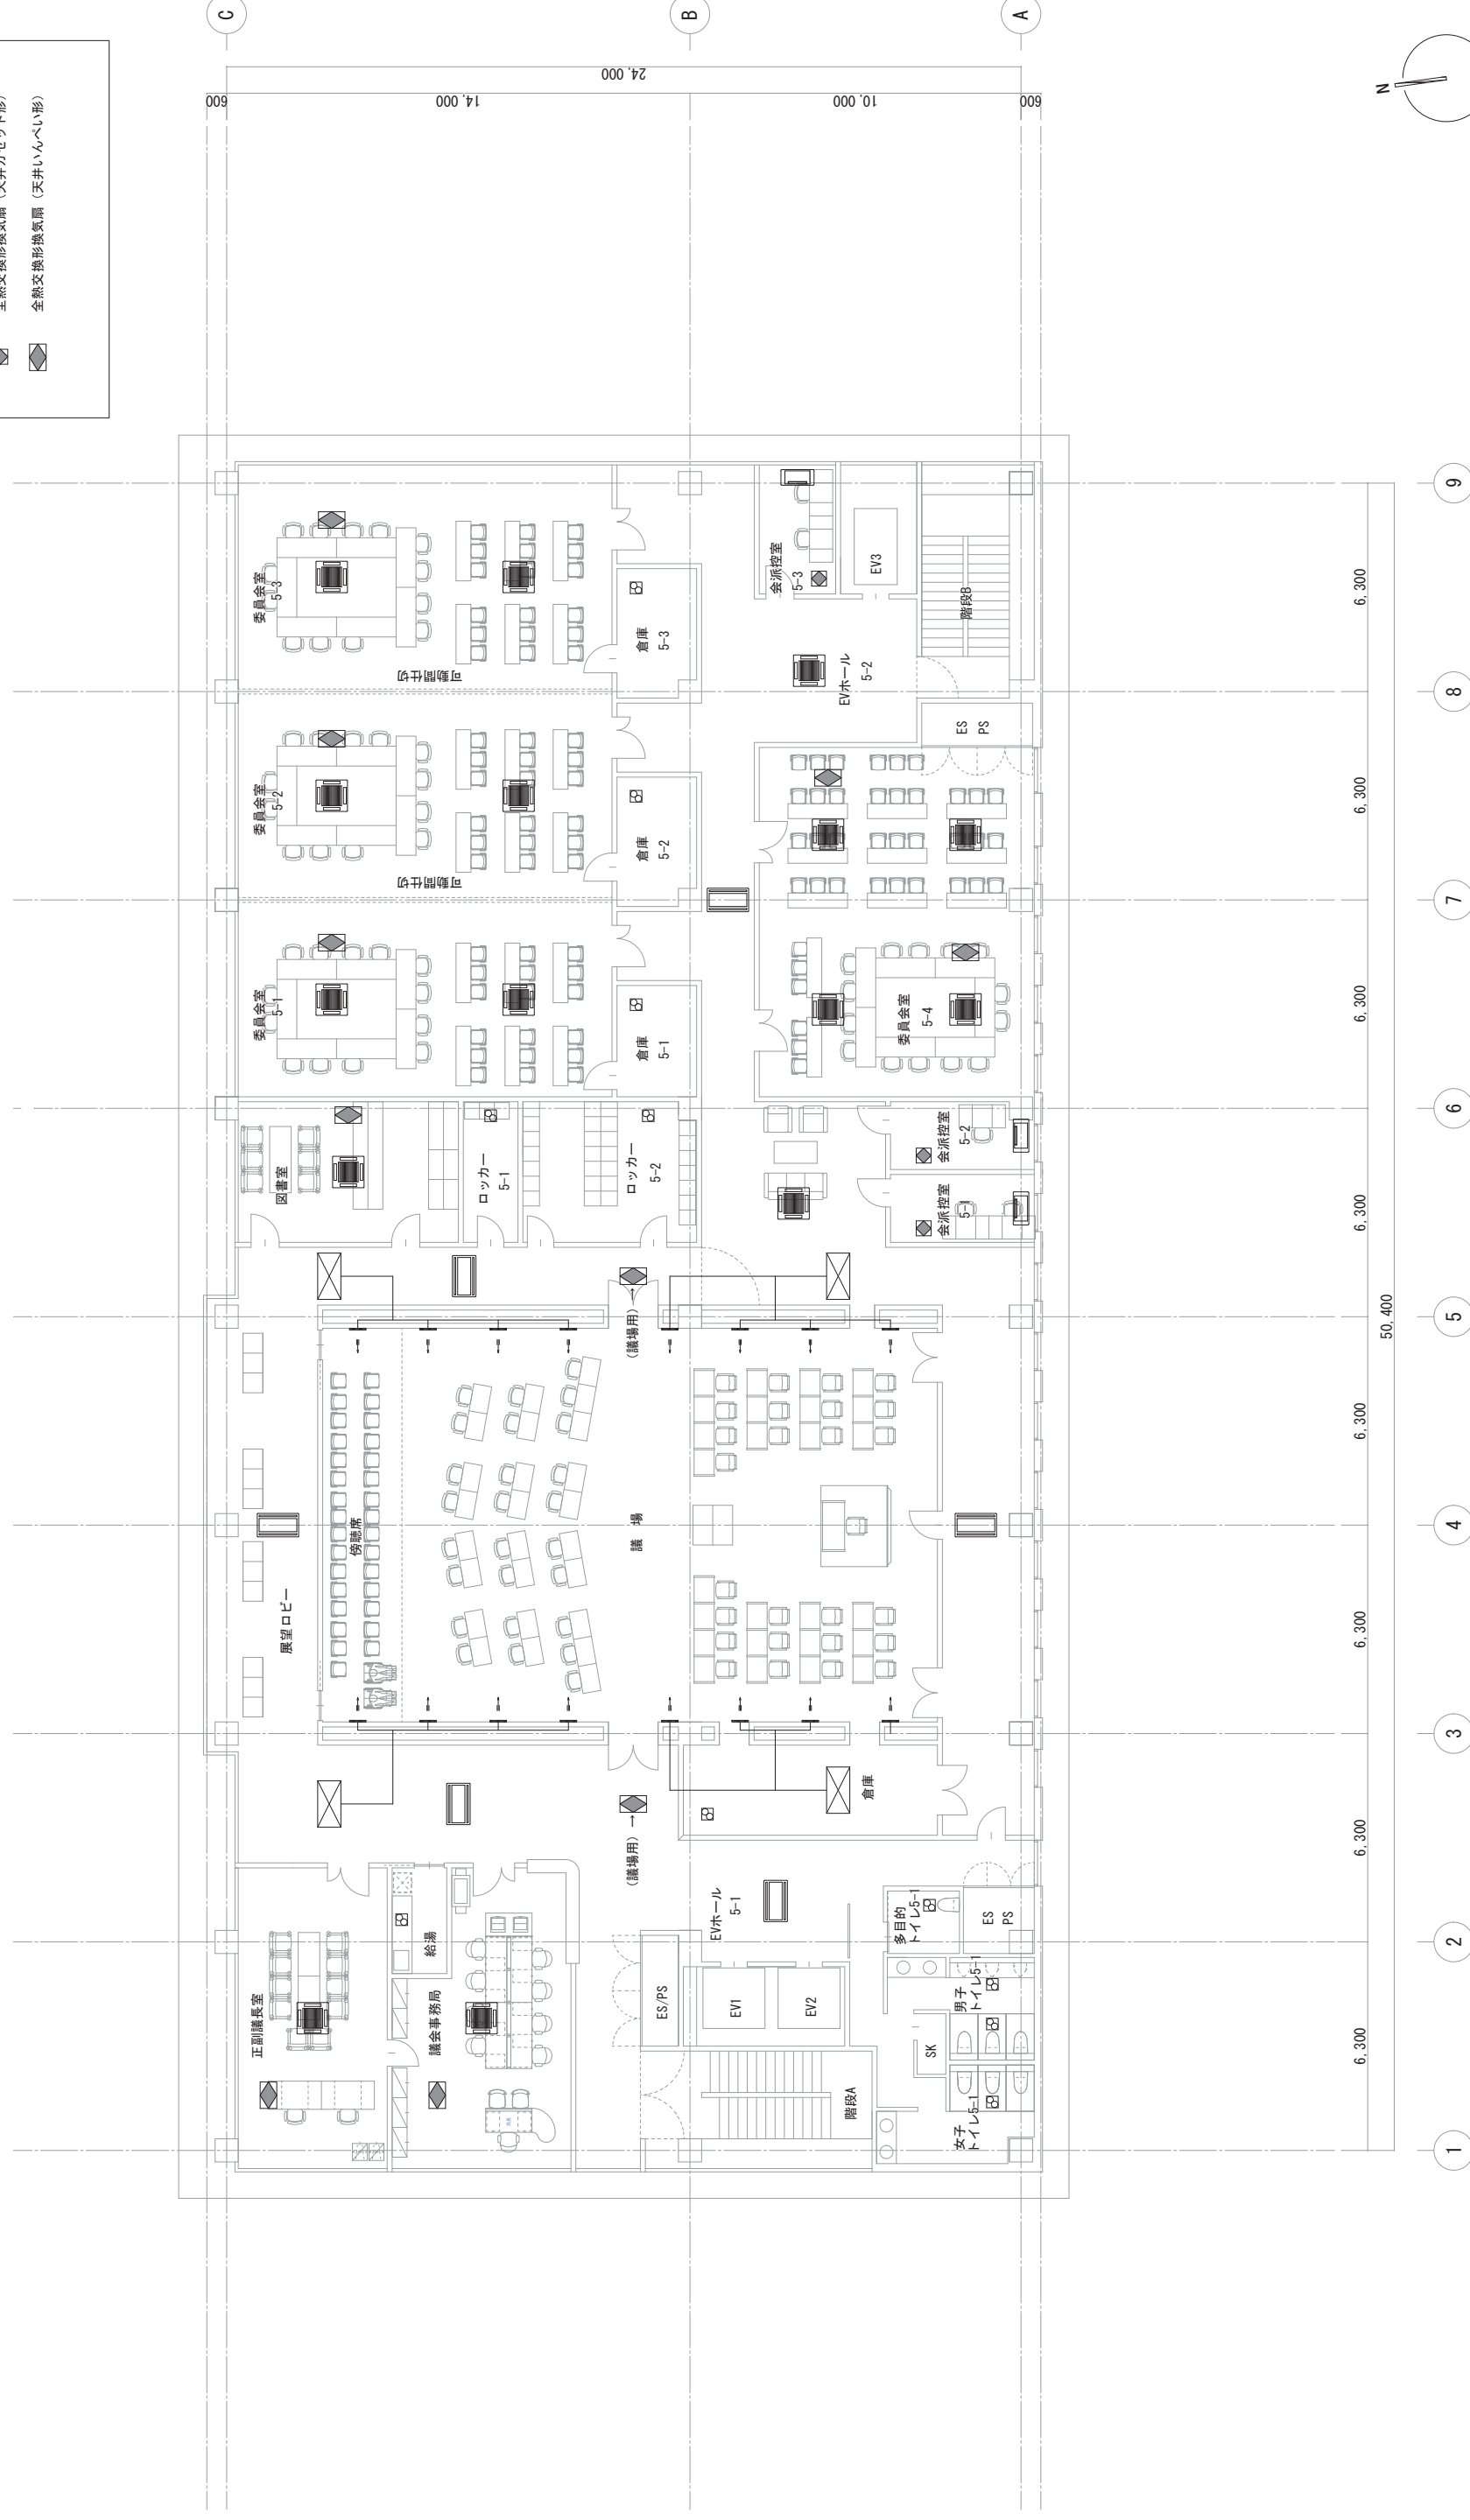 全熱交換形換気扇（天井いんぺい形）
C
B
A
24,000
600
14,000
10,000
600
N
委員会室
5-3
委員会室
5-2
委員会室
5-1
可動間仕切
可動間仕切
倉庫
5-3
倉庫
5-2
倉庫
5-1
会派控室
5-3
EV3
階段B
EVホール
5-2
ES
PS
委員会室
5-4
会派控室
5-2
会派控室
5-1
図書室
ロッカー
5-1
ロッカー
5-2
(議場用)
展望ロビー
傍聴席
議 場
(議場用)
倉庫
正副議長室
給湯
議会事務局
EVホール
5-1
ES/PS
EV1
EV2
階段A
多目的
トイレ5-1
ES
PS
男子
トイレ5-1
SK
女子
トイレ5-1
6,300
6,300
6,300
6,300
6,300
6,300
6,300
6,300
50,400
9
8
7
6
5
4
3
2
1